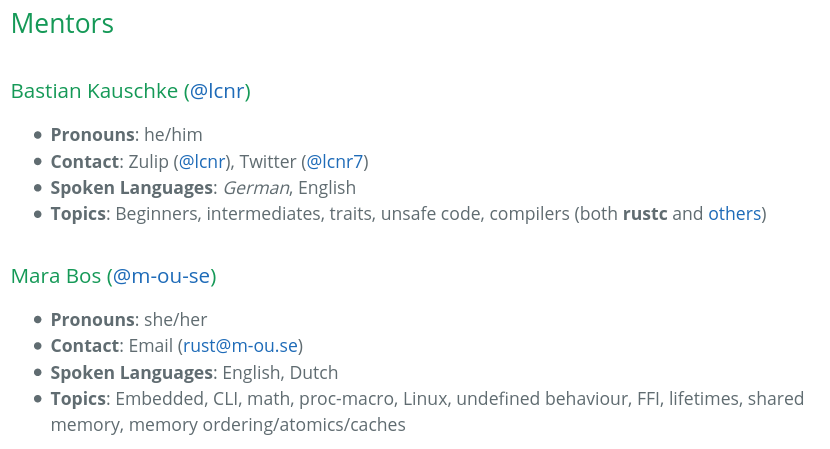 Mentors
Bastian Kauschke (@lcnr)
Pronouns: he/him
Contact: Zulip (@lcnr), Twitter (@lcnr7)
Spoken Languages: German, English
Topics: Beginners, intermediates, traits, unsafe code, compilers (both rustc and others)
Mara Bos (@m-ou-se)
Pronouns: she/her
Contact: Email (rust@m-ou.se)
Spoken Languages: English, Dutch
Topics: Embedded, CLI, math, proc-macro, Linux, undefined behaviour, FFI, lifetimes, shared
memory, memory ordering/atomics/caches